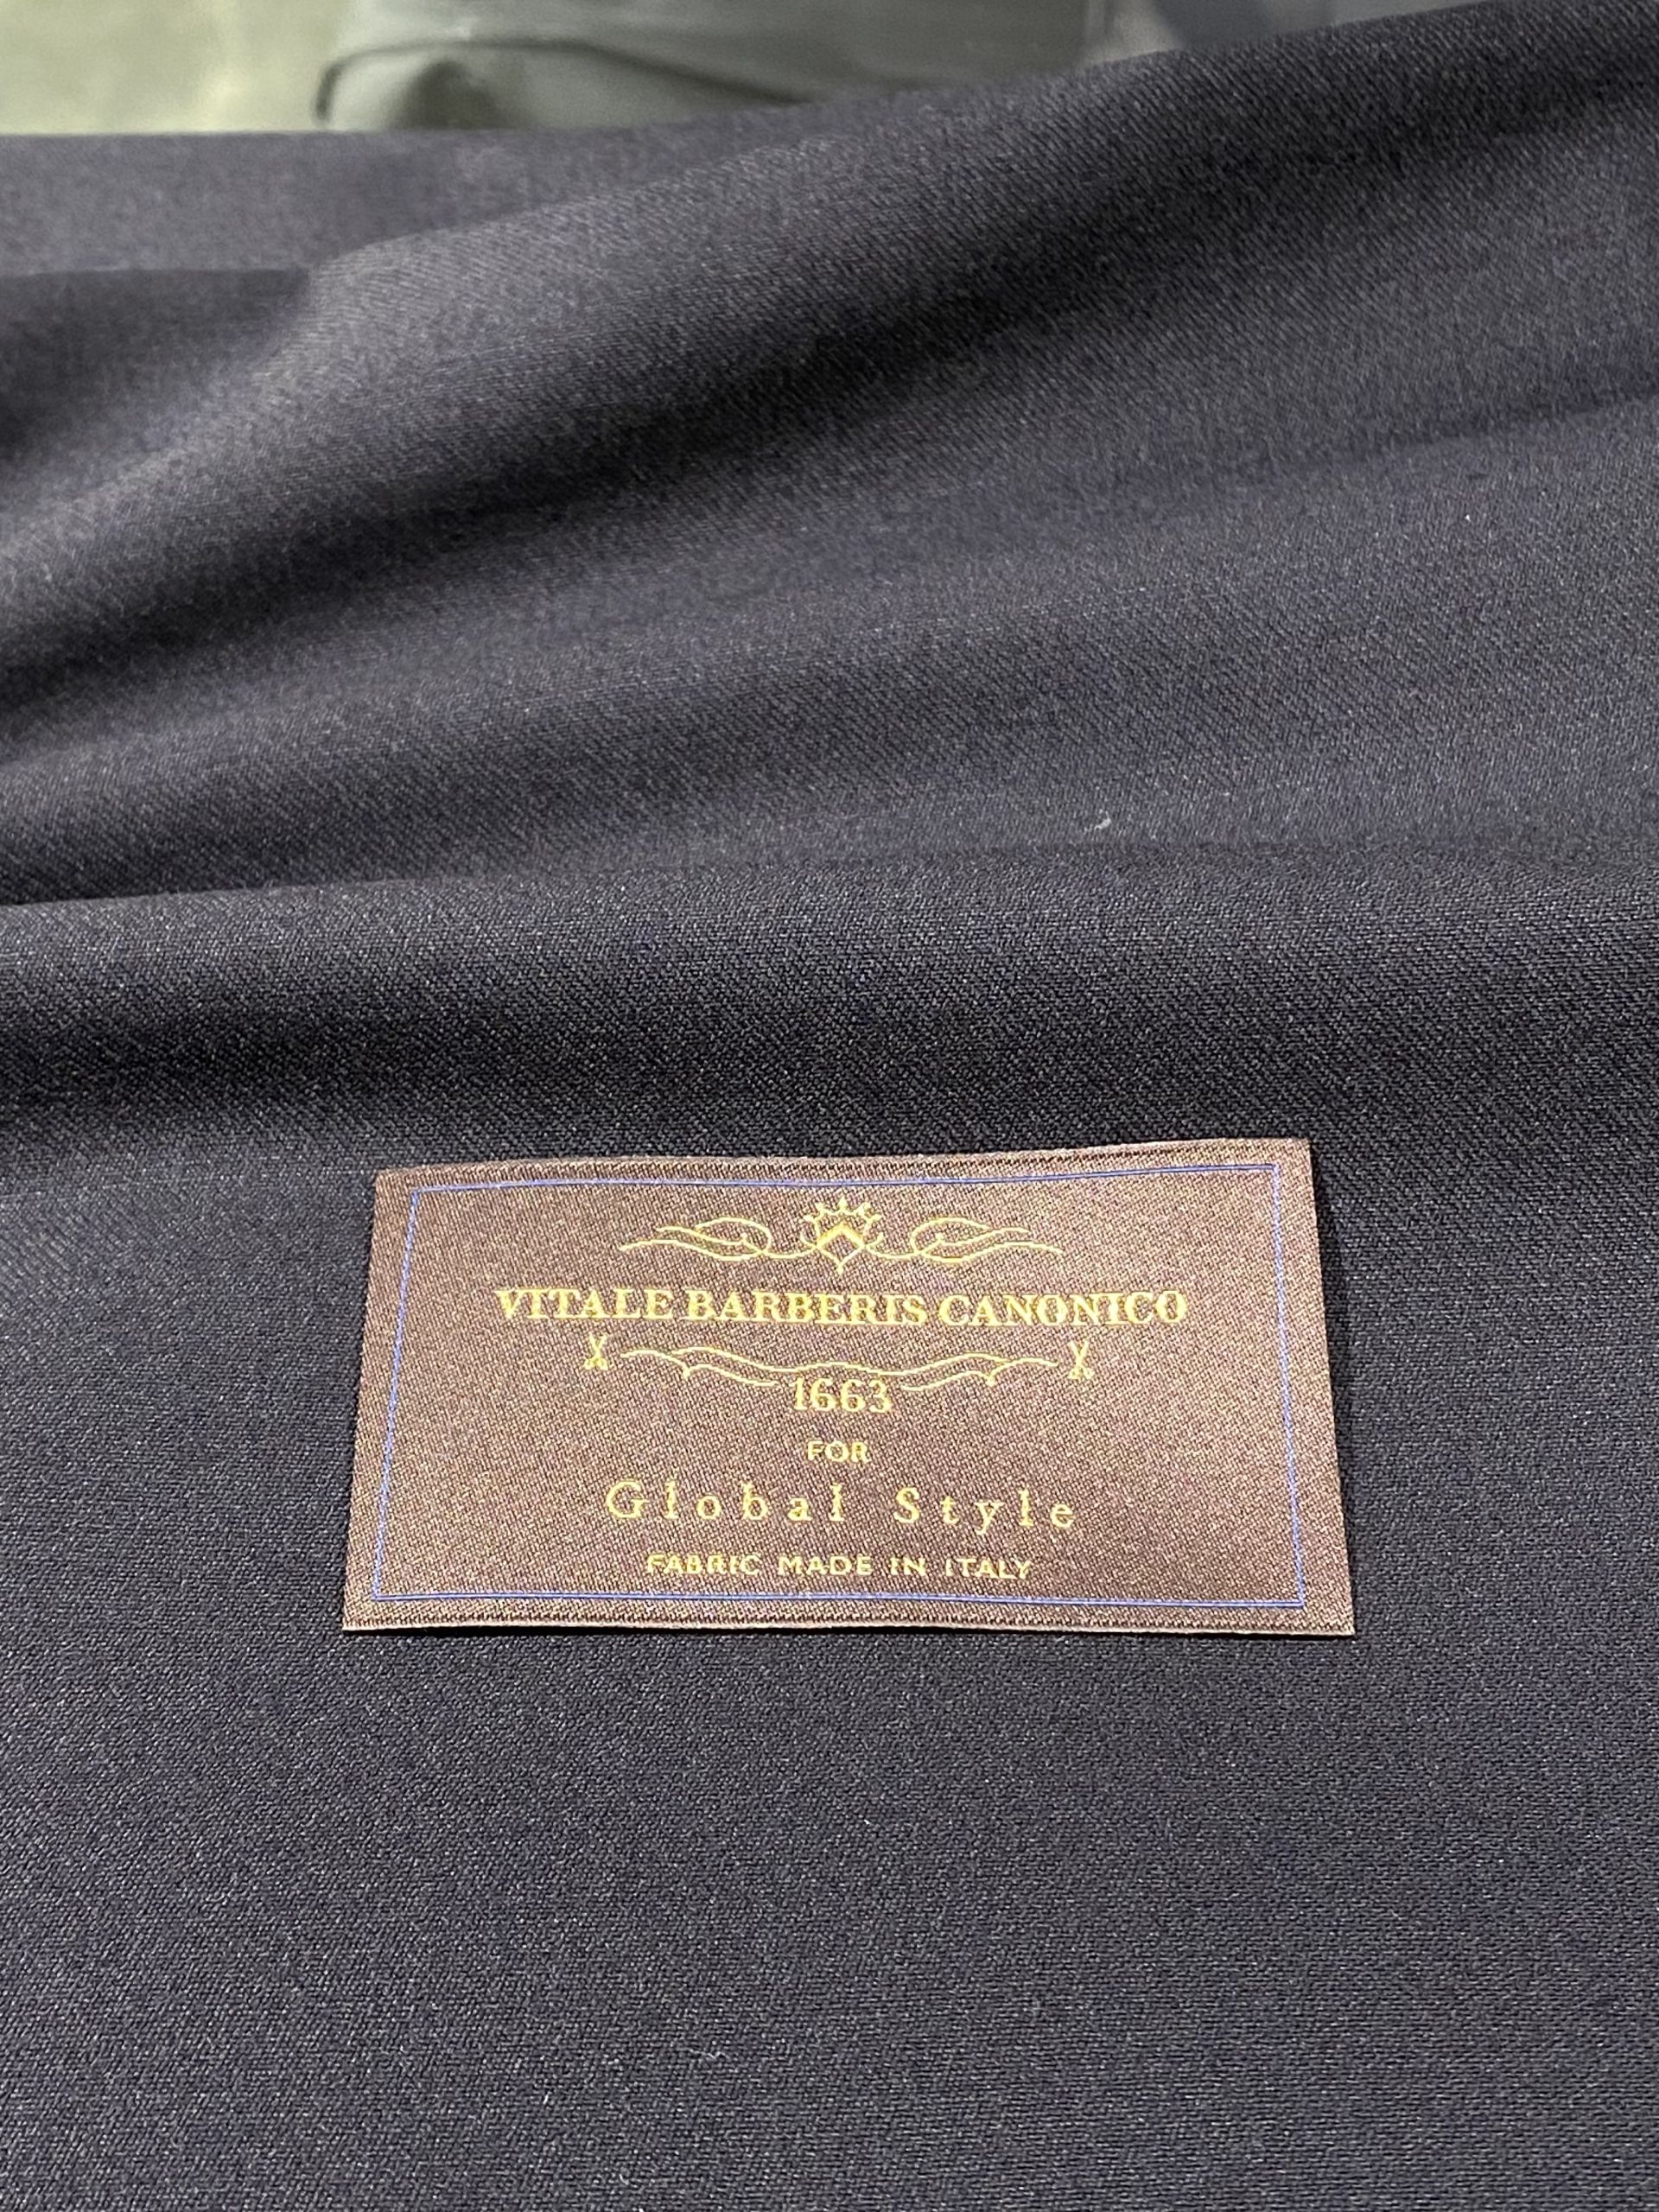 VITALE BARBERIS CANONICO
1663
FOR
Global Style
FABRIC MADE IN ITALY